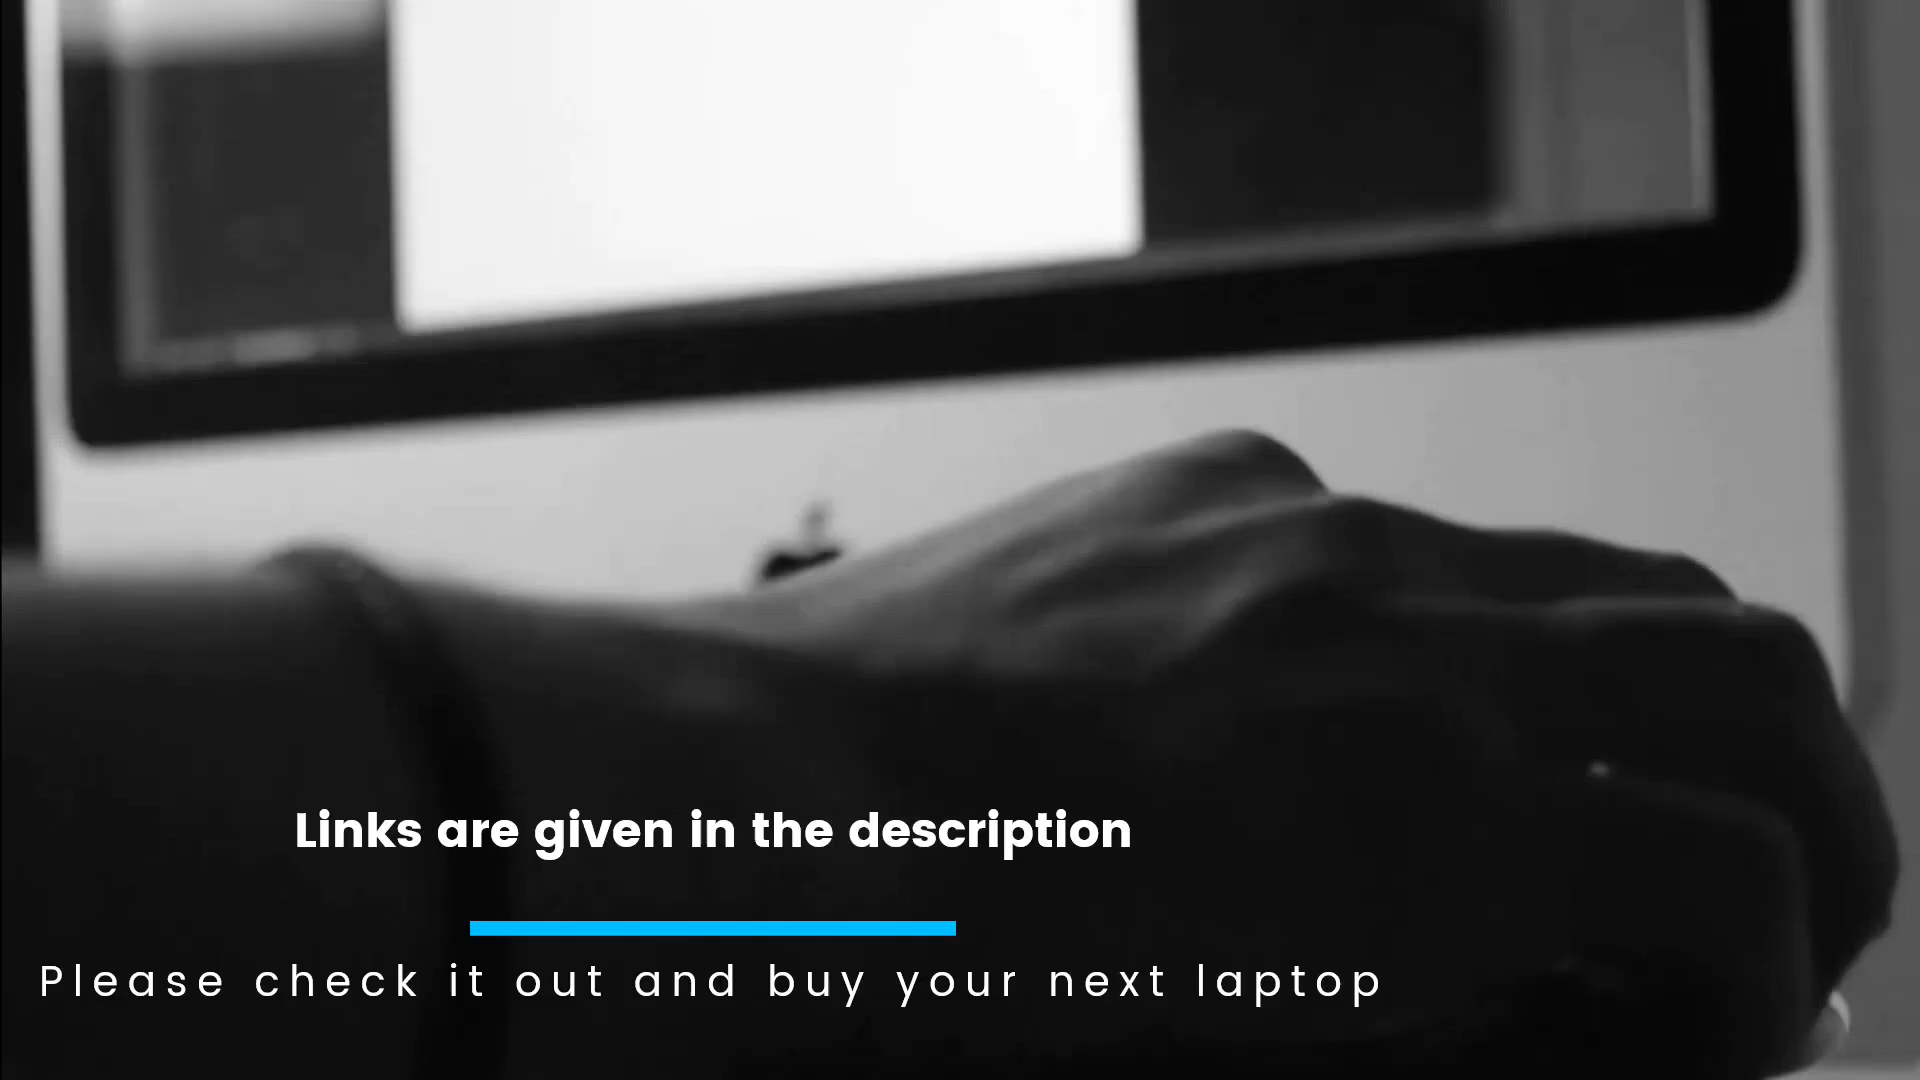 Links are given in the description
Please check it out and buy your next laptop